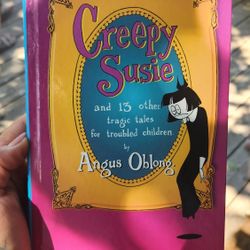 Creepy
Susie
and 13 other
tragic tales
for troubled children
by
Angus Oblong